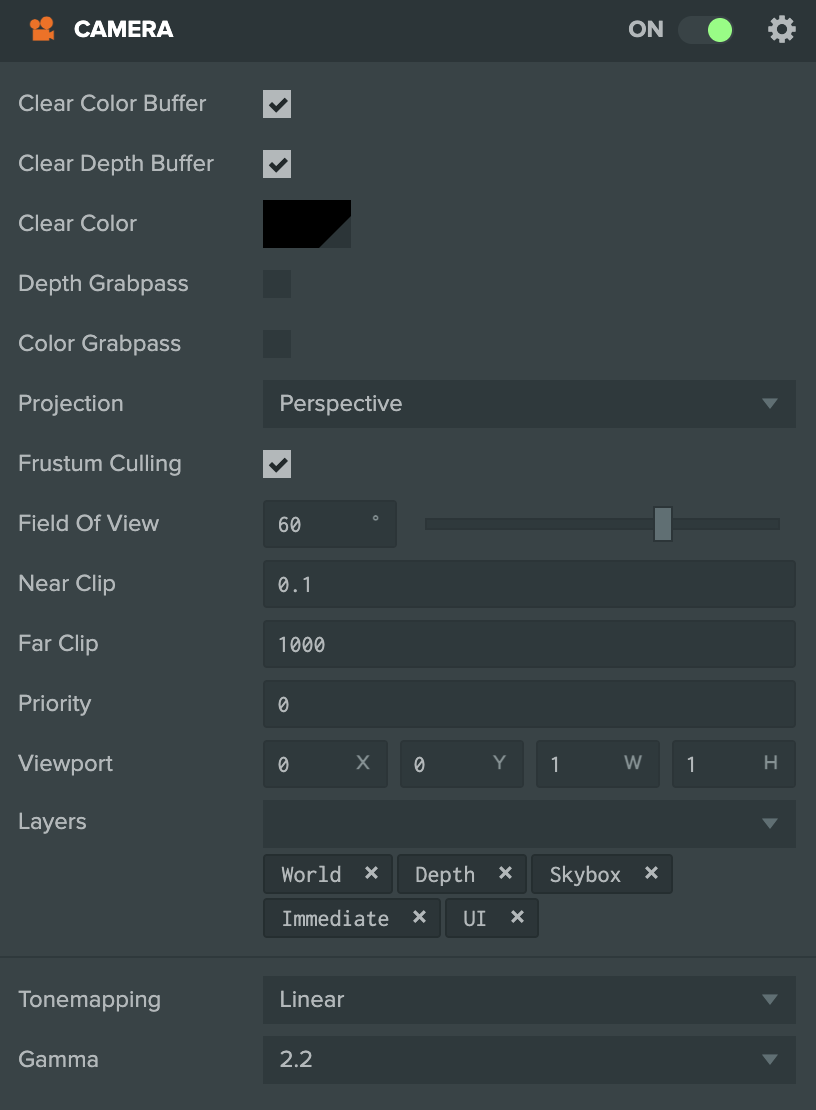 CAMERA ON
Clear Color Buffer
Clear Depth Buffer
Clear Color
Depth Grabpass
Color Grabpass
Projection Perspective
Frustum Culling
Field Of View 60 °
Near Clip 0.1
Far Clip 1000
Priority 0
Viewport 0 X 0 Y 1 W 1 H
Layers
World × Depth × Skybox ×
Immediate × UI ×
Tonemapping Linear
Gamma 2.2